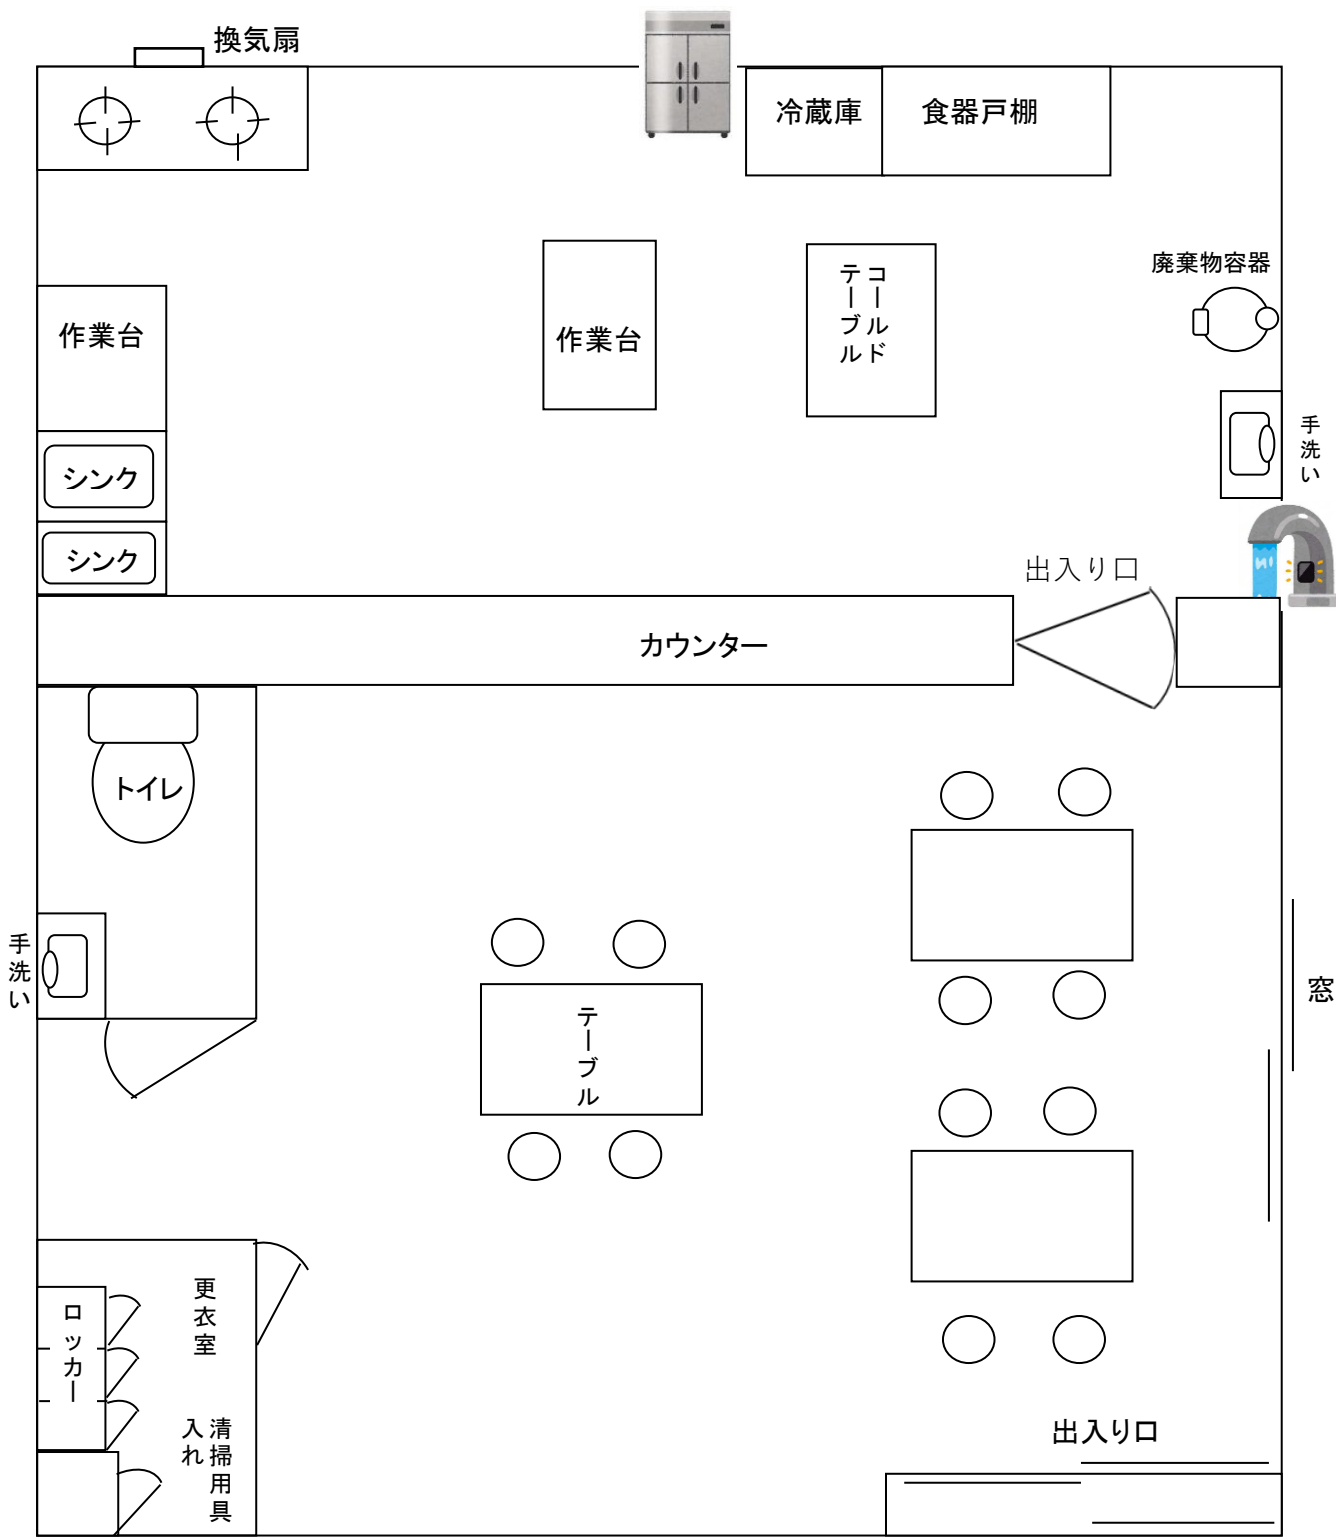 換気扇
冷蔵庫
食器戸棚
廃棄物容器
作業台
作業台
コールド
テーブル
手洗い
シンク
シンク
出入り口
カウンター
トイレ
手洗い
窓
テーブル
更衣室
ロッカー
清掃用具
入れ
出入り口